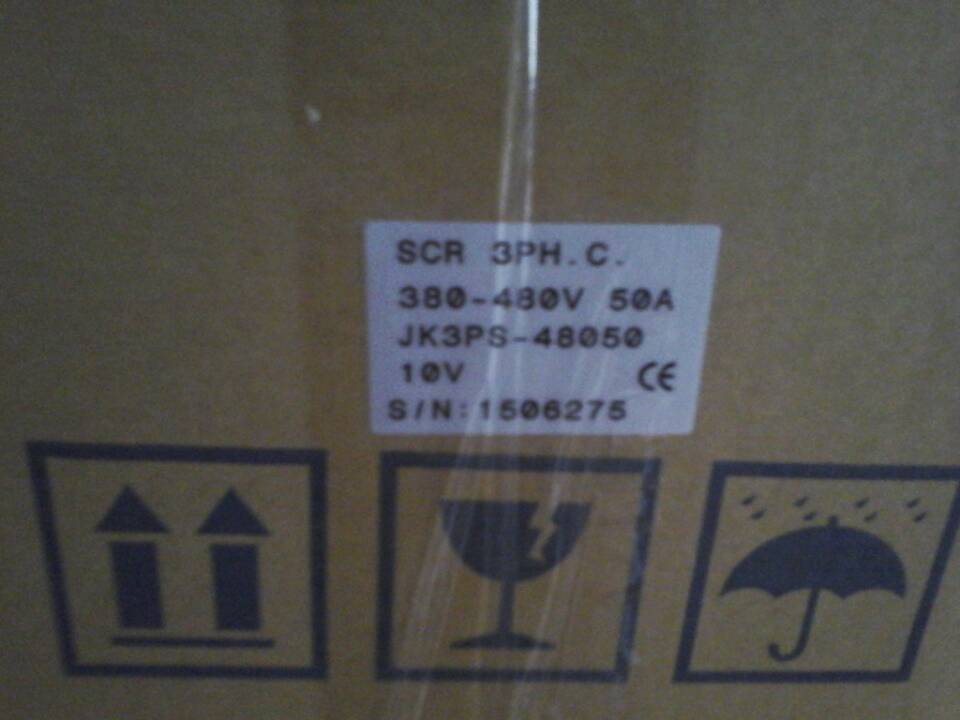 SCR 3PH.C.
380-480V 50A
JK3PS-48050
10V CE
S/N:1506275